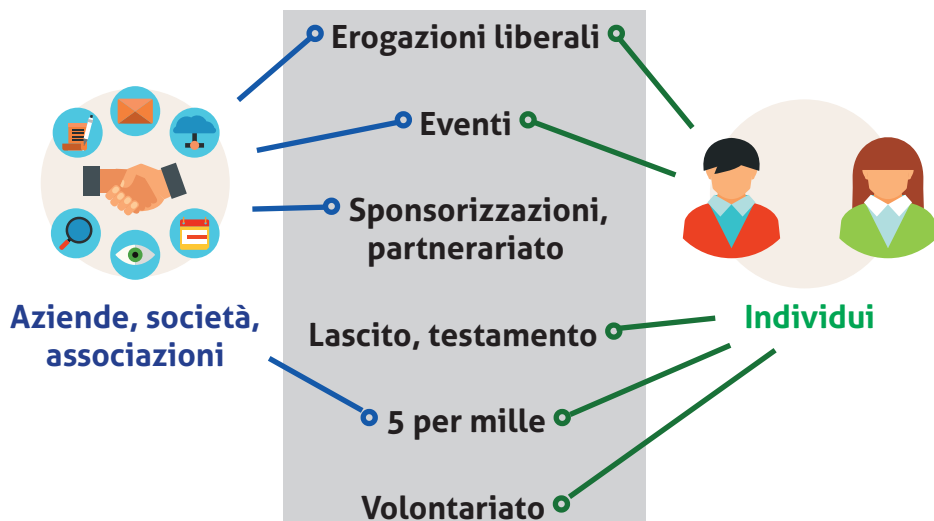 Erogazioni liberali
Eventi
Sponsorizzazioni,
partnerariato
Aziende, società,
associazioni
Lascito, testamento
Individui
5 per mille
Volontariato